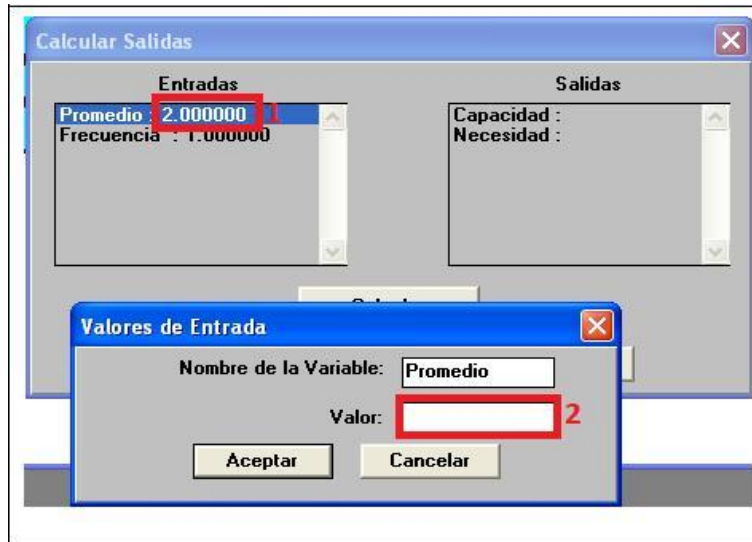 Calcular Salidas
Entradas
Salidas
Promedio : 2.000000
1
Frecuencia : 1.000000
Capacidad :
Necesidad :
Valores de Entrada
Nombre de la Variable:
Promedio
Valor:
2
Aceptar
Cancelar